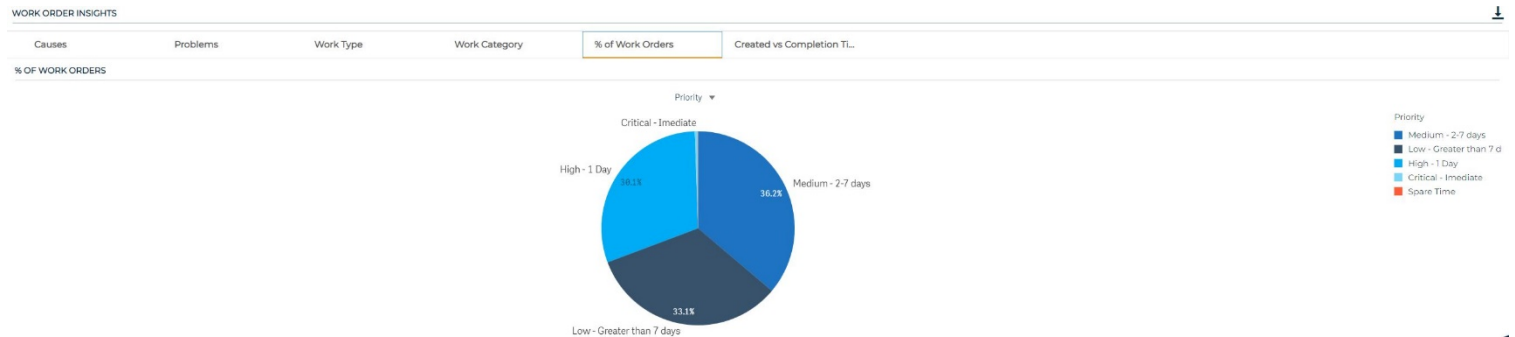 WORK ORDER INSIGHTS
Causes Problems Work Type Work Category % of Work Orders Created vs Completion Ti...
% OF WORK ORDERS
Priority
Critical - Imediate
High - 1 Day
30.1%
36.2%
Medium - 2-7 days
33.1%
Low - Greater than 7 days
Priority
Medium - 2-7 days
Low - Greater than 7 d
High - 1 Day
Critical - Imediate
Spare Time